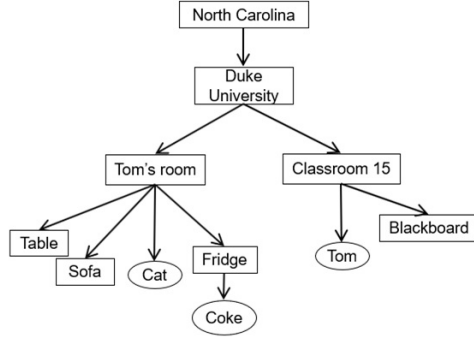 North Carolina
Duke
University
Tom's room
Classroom 15
Table
Sofa
Cat
Fridge
Tom
Blackboard
Coke